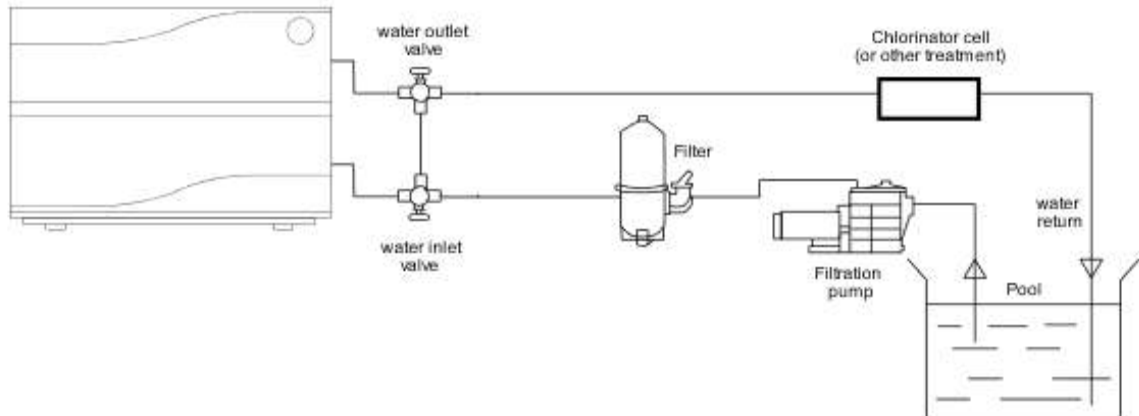 water outlet
valve
Chlorinator cell
(or other treatment)
Filter
water inlet
valve
Filtration
pump
water
return
Pool